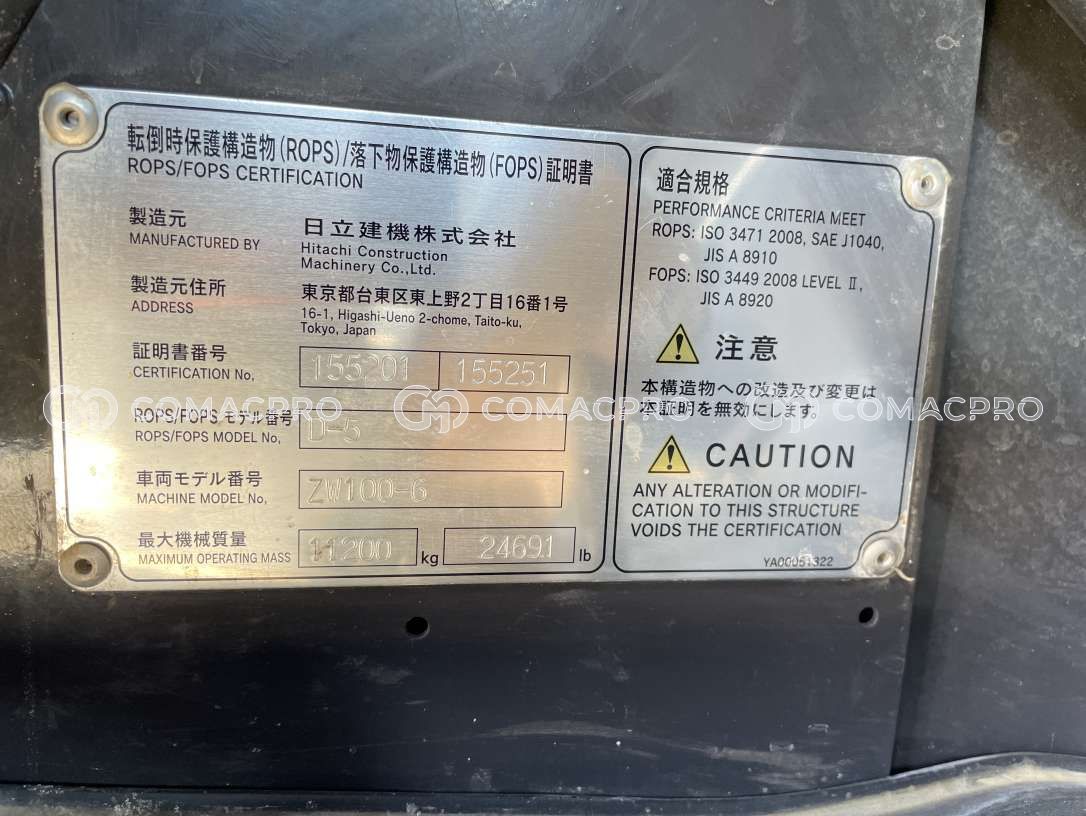 転倒時保護構造物(ROPS)/落下物保護構造物(FOPS)証明書
ROPS/FOPS CERTIFICATION
製造元
MANUFACTURED BY
日立建機株式会社
Hitachi Construction
Machinery Co.,Ltd.
製造元住所
ADDRESS
東京都台東区東上野2丁目16番1号
16-1, Higashi-Ueno 2-chome, Taito-ku,
Tokyo, Japan
証明書番号
CERTIFICATION No.
155201 155251
ROPS/FOPS モデル番号
ROPS/FOPS MODEL No.
D-5
車両モデル番号
MACHINE MODEL No.
ZW100-6
最大機械質量
MAXIMUM OPERATING MASS
11200 kg 24691 lb
適合規格
PERFORMANCE CRITERIA MEET
ROPS: ISO 3471 2008, SAE J1040,
JIS A 8910
FOPS: ISO 3449 2008 LEVEL Ⅱ,
JIS A 8920
注意
本構造物への改造及び変更は
本証明を無効にします。
CAUTION
ANY ALTERATION OR MODIFI-
CATION TO THIS STRUCTURE
VOIDS THE CERTIFICATION
YA00051322
COMACPRO COMACPRO COMACPRO